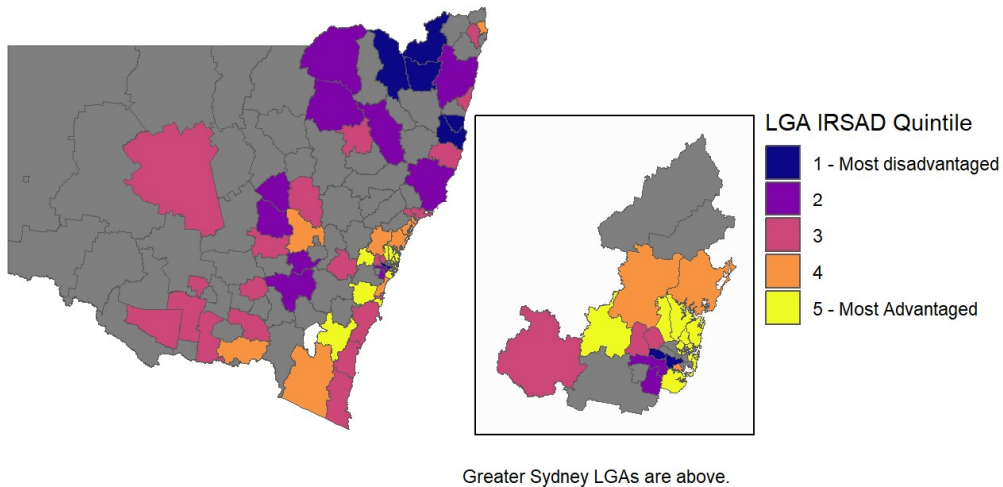 LGA IRSAD Quintile
1 - Most disadvantaged
2
3
4
5 - Most Advantaged
Greater Sydney LGAs are above.